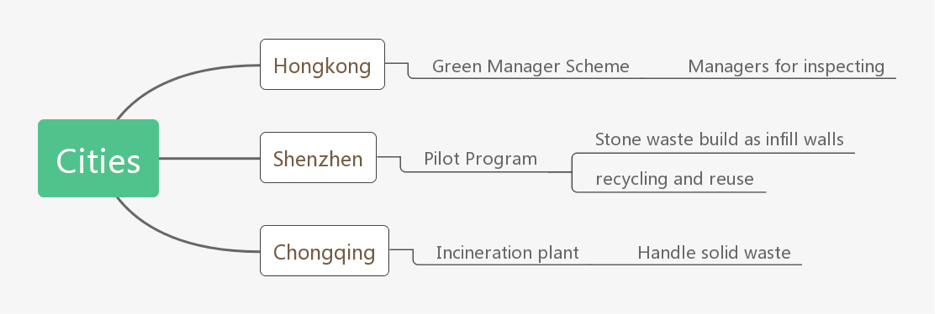 Cities
Hongkong
Green Manager Scheme
Managers for inspecting
Shenzhen
Pilot Program
Stone waste build as infill walls
recycling and reuse
Chongqing
Incineration plant
Handle solid waste